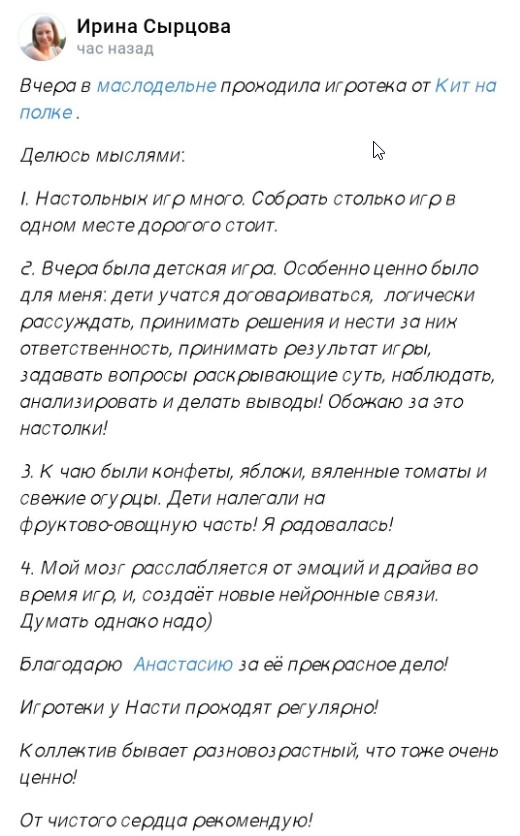 Ирина Сырцова
час назад
Вчера в маслодельне проходила игротека от Кит на
полке .
Делюсь мыслями:
1. Настольных игр много. Собрать столько игр в
одном месте дорогого стоит.
2. Вчера была детская игра. Особенно ценно было
для меня: дети учатся договариваться,  логически
рассуждать, принимать решения и нести за них
ответственность, принимать результат игры,
задавать вопросы раскрывающие суть, наблюдать,
анализировать и делать выводы! Обожаю за это
настолки!
3. К чаю были конфеты, яблоки, вяленные томаты и
свежие огурцы. Дети налегали на
фруктово-овощную часть! Я радовалась!
4. Мой мозг расслабляется от эмоций и драйва во
время игр, и, создаёт новые нейронные связи.
Думать однако надо)
Благодарю  Анастасию за её прекрасное дело!
Игротеки у Насти проходят регулярно!
Коллектив бывает разновозрастный, что тоже очень
ценно!
От чистого сердца рекомендую!